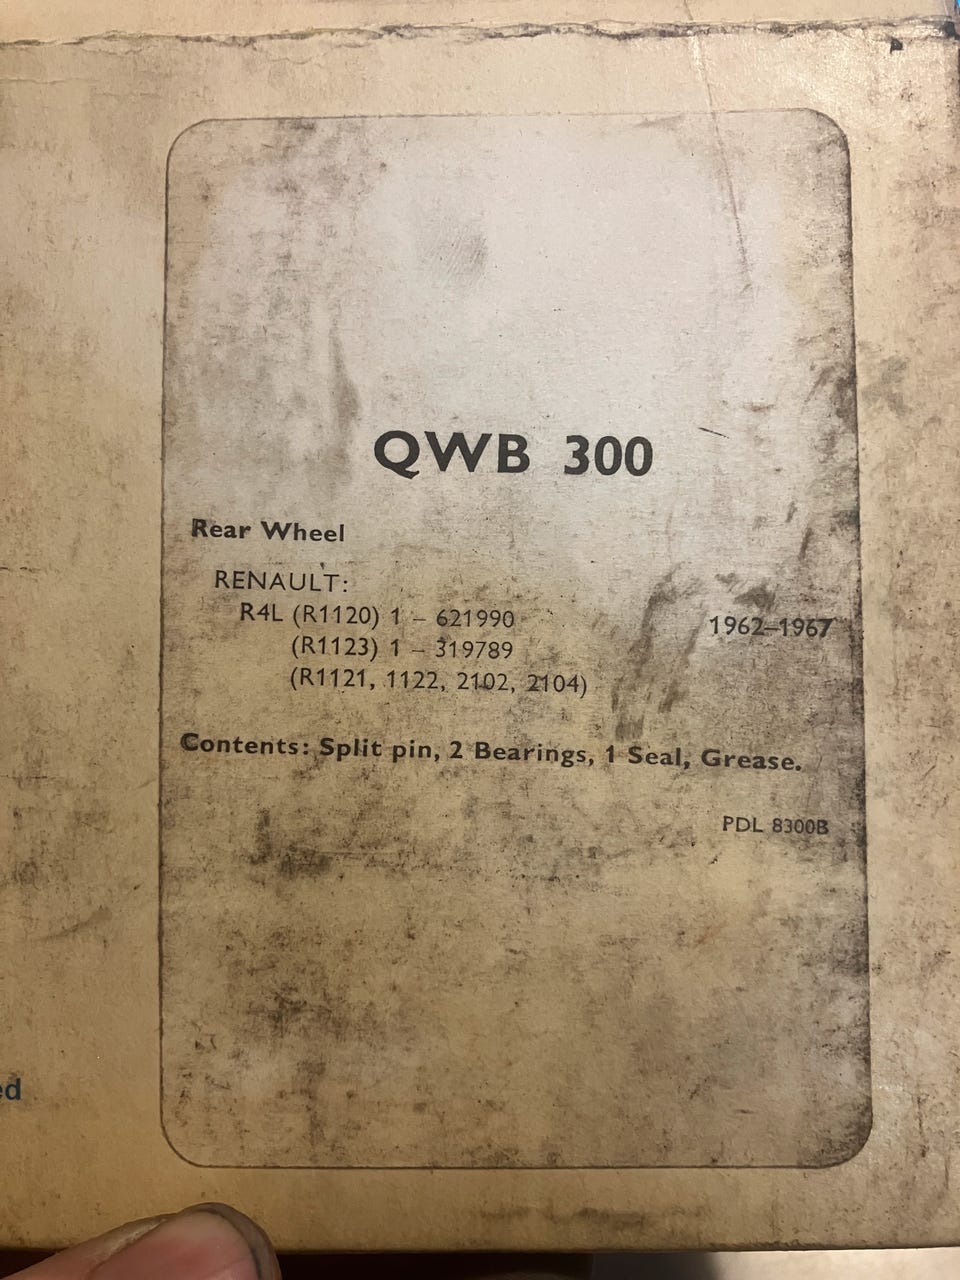 QWB 300
Rear Wheel
RENAULT:
R4L (R1120) 1 – 621990 1962–1967
(R1123) 1 – 319789
(R1121, 1122, 2102, 2104)
Contents: Split pin, 2 Bearings, 1 Seal, Grease.
PDL 8300B
ed